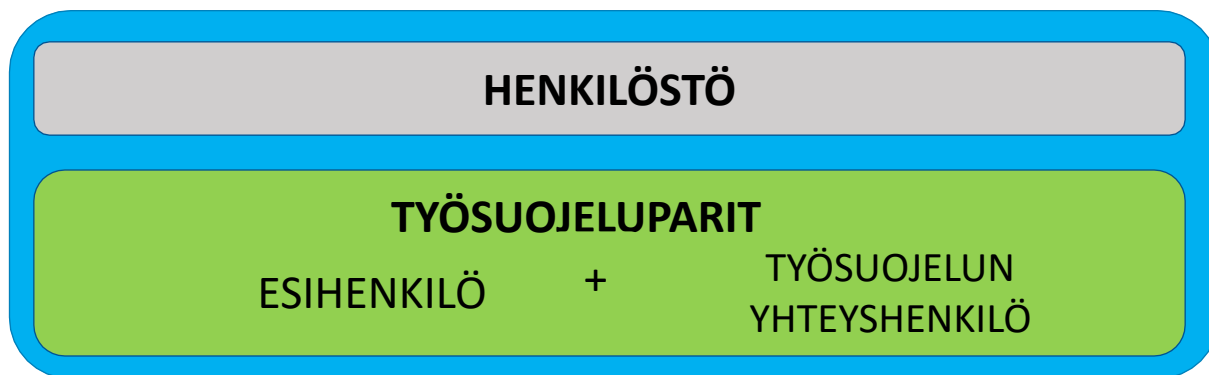 HENKILÖSTÖ
TYÖSUOJELUPARIT
ESIHENKILÖ + TYÖSUOJELUN
YHTEYSHENKILÖ